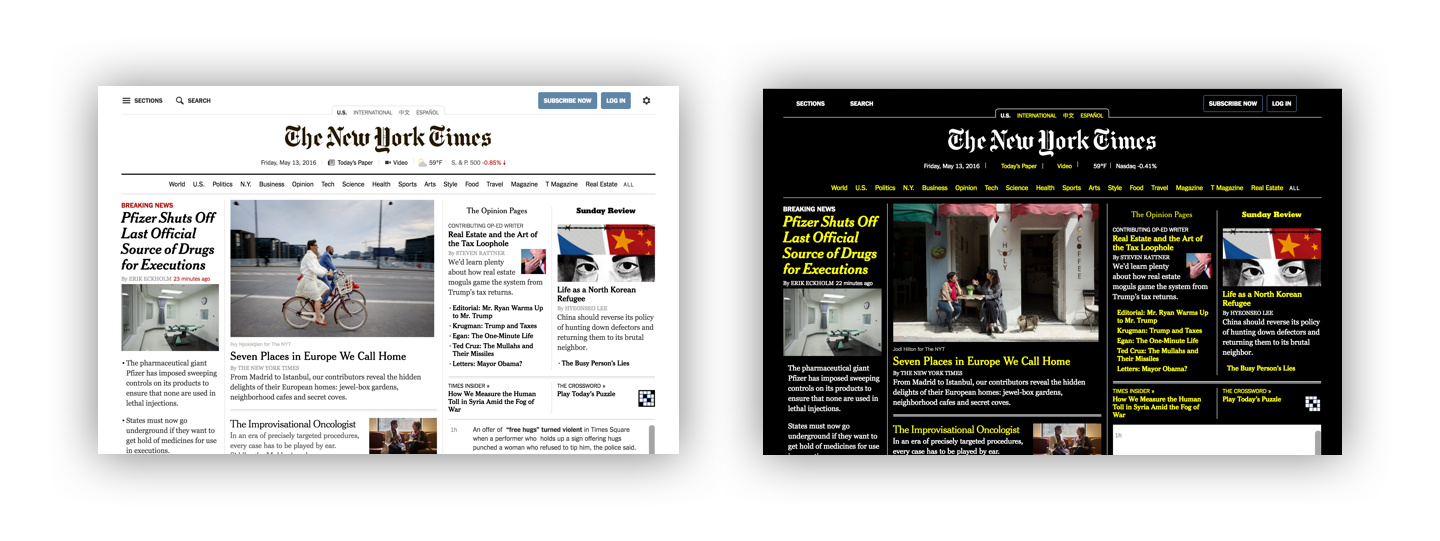 SECTIONS SEARCH SUBSCRIBE NOW LOG IN
U.S. INTERNATIONAL 中文 ESPAÑOL
The New York Times
Friday, May 13, 2016 Today's Paper Video 59°F S. & P. 500 -0.85% ↓
World U.S. Politics N.Y. Business Opinion Tech Science Health Sports Arts Style Food Travel Magazine T Magazine Real Estate ALL
BREAKING NEWS
Pfizer Shuts Off
Last Official
Source of Drugs
for Executions
By ERIK ECKHOLM 23 minutes ago
• The pharmaceutical giant
Pfizer has imposed sweeping
controls on its products to
ensure that none are used in
lethal injections.
• States must now go
underground if they want to
get hold of medicines for use
in executions.
for The NYT
Seven Places in Europe We Call Home
By THE NEW YORK TIMES
From Madrid to Istanbul, our contributors reveal the hidden
delights of their European homes: jewel-box gardens,
neighborhood cafes and secret coves.
The Improvisational Oncologist
In an era of precisely targeted procedures,
every case has to be played by ear.
The Opinion Pages
CONTRIBUTING OP-ED WRITER
Real Estate and the Art of
the Tax Loophole
By STEVEN RATTNER
We'd learn plenty
about how real estate
moguls game the system from
Trump's tax returns.
· Editorial: Mr. Ryan Warms Up
to Mr. Trump
· Krugman: Trump and Taxes
· Egan: The One-Minute Life
· Ted Cruz: The Mullahs and
Their Missiles
· Letters: Mayor Obama?
Sunday Review
Life as a North Korean
Refugee
By HYEONSEO LEE
China should reverse its policy
of hunting down defectors and
returning them to its
neighbor.
· The Busy Person's Lies
TIMES INSIDER »
How We Measure the Human
Toll in Syria Amid the Fog of
War
THE CROSSWORD »
Play Today's Puzzle
1h An offer of "free hugs" turned violent in Times Square
when a performer who holds up a sign offering hugs
punched a woman who refused to tip him, the police said.
SECTIONS SEARCH SUBSCRIBE NOW LOG IN
U.S. INTERNATIONAL 中文 ESPAÑOL
The New York Times
Friday, May 13, 2016 Today's Paper Video 59°F Nasdaq -0.41%
World U.S. Politics N.Y. Business Opinion Tech Science Health Sports Arts Style Food Travel Magazine T Magazine Real Estate ALL
BREAKING NEWS
Pfizer Shuts Off
Last Official
Source of Drugs
for Executions
By ERIK ECKHOLM 22 minutes ago
The pharmaceutical giant
Pfizer has imposed sweeping
controls on its products to
ensure that none are used in
lethal injections.
States must now go
underground if they want to
get hold of medicines for use
HOLY
COFFEE
Jodi Hilton for The NYT
Seven Places in Europe We Call Home
By THE NEW YORK TIMES
From Madrid to Istanbul, our contributors reveal the hidden
delights of their European homes: jewel-box gardens,
neighborhood cafes and secret coves.
The Improvisational Oncologist
In an era of precisely targeted procedures,
every case has to be played by ear.
The Opinion Pages
CONTRIBUTING OP-ED WRITER
Real Estate and the Art of
the Tax Loophole
By STEVEN RATTNER
We'd learn plenty
about how real estate
moguls game the system from
Trump's tax returns.
Editorial: Mr. Ryan Warms Up
to Mr. Trump
Krugman: Trump and Taxes
Egan: The One-Minute Life
Ted Cruz: The Mullahs and
Their Missiles
Letters: Mayor Obama?
Sunday Review
Life as a North Korean
Refugee
By HYEONSEO LEE
China should reverse its policy
of hunting down defectors and
returning them to its
neighbor.
The Busy Person's Lies
TIMES INSIDER »
How We Measure the Human
Toll in Syria Amid the Fog of
War
THE CROSSWORD »
Play Today's Puzzle
1h